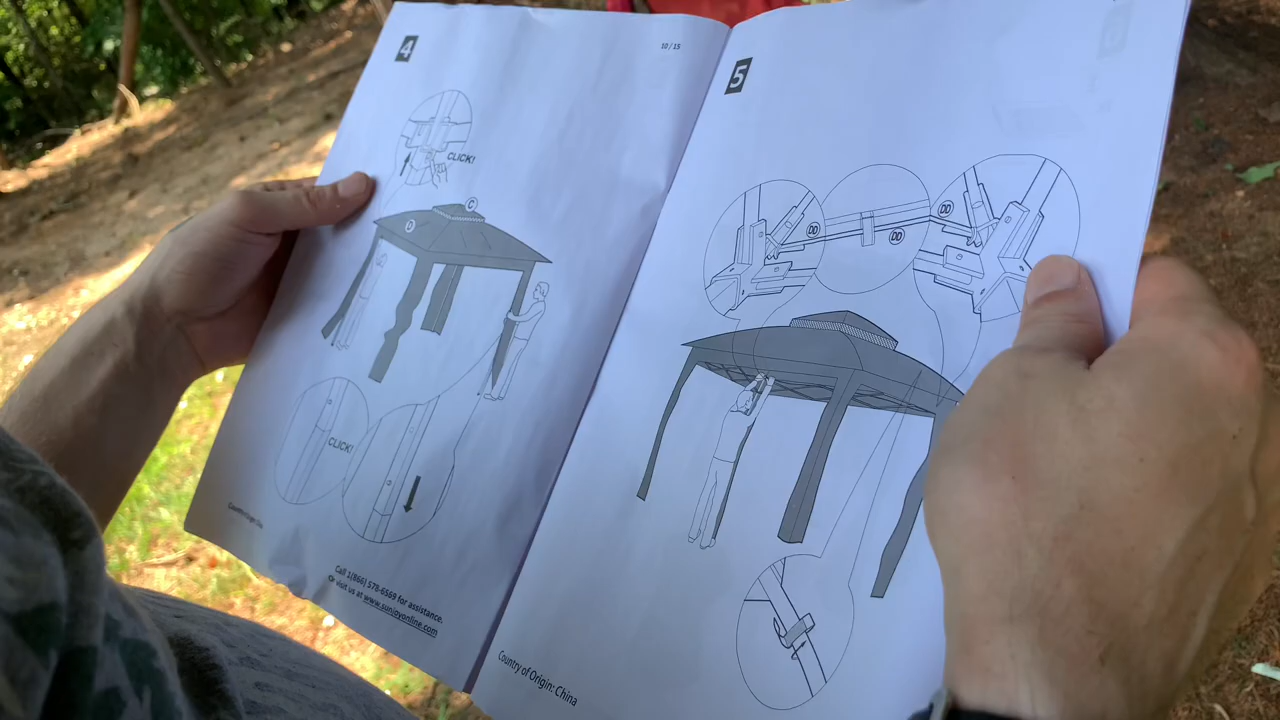 4
10 / 15
CLICK!
C
CLICK!
Call 1(866) 578-6569 for assistance.
Or visit us at www.sunjoyonline.com
5
DD
DD
DD
Country of Origin: China